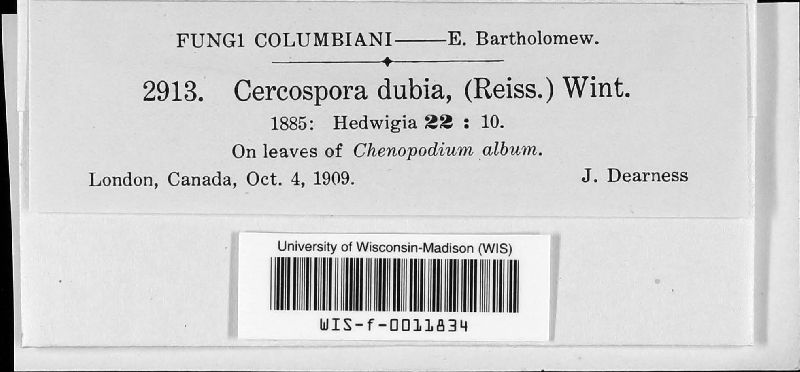 FUNG1 COLUMBIANI——E. Bartholomew.
2913. Cercospora dubia, (Reiss.) Wint.
1885: Hedwigia 22 : 10.
On leaves of Chenopodium album.
London, Canada, Oct. 4, 1909. J. Dearness
University of Wisconsin-Madison (WIS)
WIS-f-0011834